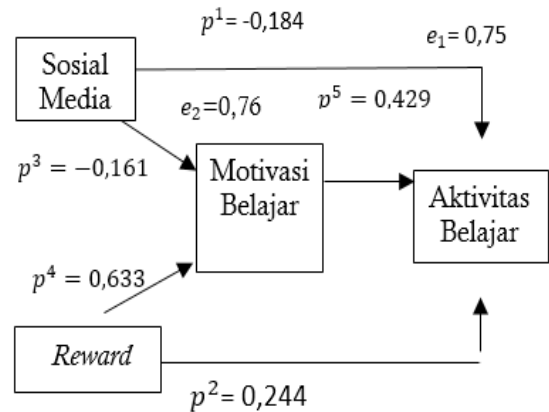 p¹ = -0,184
e₁ = 0,75
Sosial
Media
e₂=0,76
p⁵ = 0,429
p³ = −0,161
Motivasi
Belajar
Aktivitas
Belajar
p⁴ = 0,633
Reward
p²= 0,244